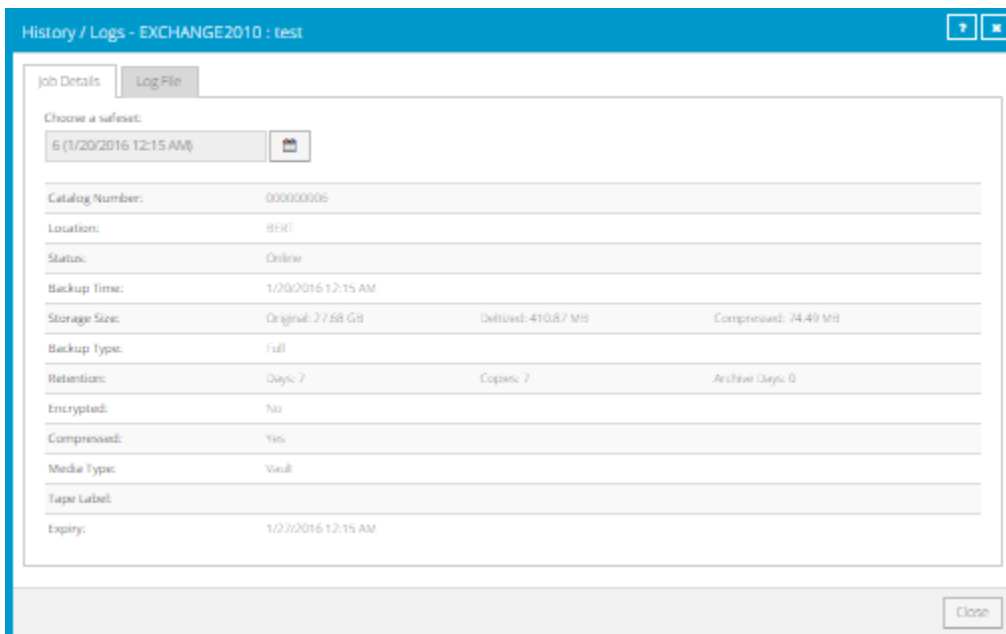 History / Logs - EXCHANGE2010 : test
?
Job Details Log File
Choose a safeset:
6 (1/20/2016 12:15 AM)
Catalog Number: 000000006
Location: BERT
Status: Online
Backup Time: 1/20/2016 12:15 AM
Storage Size: Original: 27.68 GB Deltized: 410.87 MB Compressed: 74.49 MB
Backup Type: Full
Retention: Days: 7 Copies: 7 Archive Days: 0
Encrypted: No
Compressed: Yes
Media Type: Vault
Tape Label:
Expiry: 1/27/2016 12:15 AM
Close